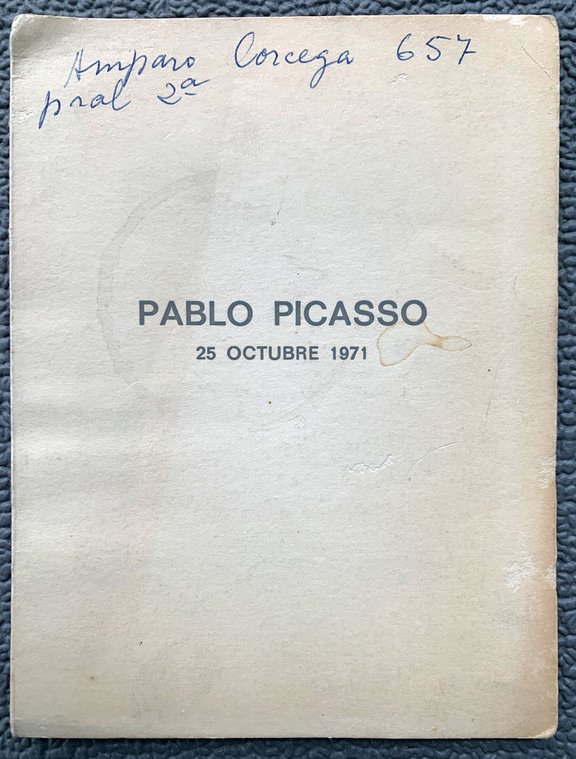 Amparo Corcega 657
pral 2ª
PABLO PICASSO
25 OCTUBRE 1971